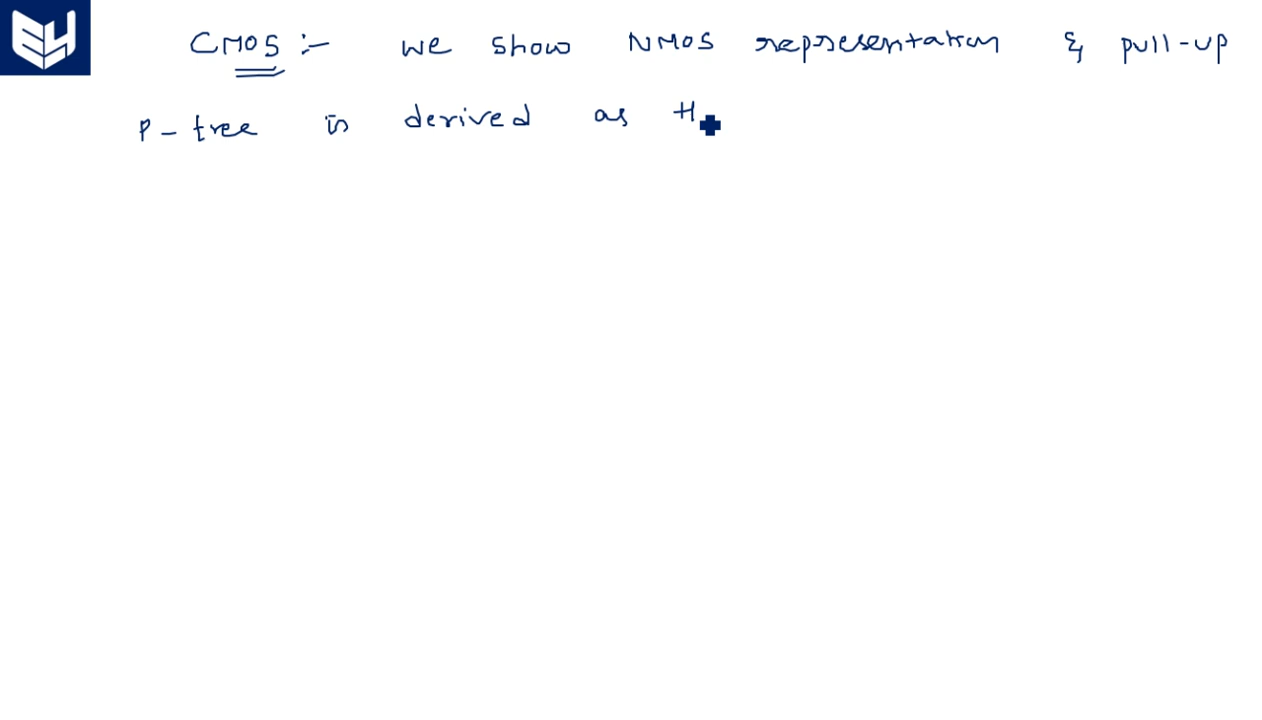 CMOS :- we show NMOS representation & pull-up
P-tree is derived as